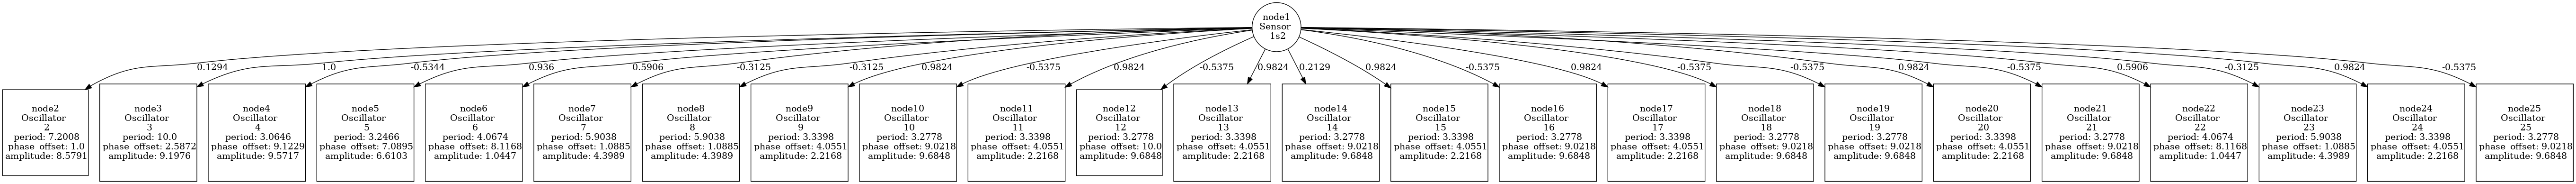 node1
Sensor
1s2
0.1294
1.0
-0.5344
0.936
0.5906
-0.3125
-0.3125
0.9824
-0.5375
0.9824
-0.5375
0.9824
0.2129
0.9824
-0.5375
0.9824
-0.5375
-0.5375
0.9824
-0.5375
0.5906
-0.3125
0.9824
-0.5375
node2
Oscillator
2
period: 7.2008
phase_offset: 1.0
amplitude: 8.5791
node3
Oscillator
3
period: 10.0
phase_offset: 2.5872
amplitude: 9.1976
node4
Oscillator
4
period: 3.0646
phase_offset: 9.1229
amplitude: 9.5717
node5
Oscillator
5
period: 3.2466
phase_offset: 7.0895
amplitude: 6.6103
node6
Oscillator
6
period: 4.0674
phase_offset: 8.1168
amplitude: 1.0447
node7
Oscillator
7
period: 5.9038
phase_offset: 1.0885
amplitude: 4.3989
node8
Oscillator
8
period: 5.9038
phase_offset: 1.0885
amplitude: 4.3989
node9
Oscillator
9
period: 3.3398
phase_offset: 4.0551
amplitude: 2.2168
node10
Oscillator
10
period: 3.2778
phase_offset: 9.0218
amplitude: 9.6848
node11
Oscillator
11
period: 3.3398
phase_offset: 4.0551
amplitude: 2.2168
node12
Oscillator
12
period: 3.2778
phase_offset: 10.0
amplitude: 9.6848
node13
Oscillator
13
period: 3.3398
phase_offset: 4.0551
amplitude: 2.2168
node14
Oscillator
14
period: 3.2778
phase_offset: 9.0218
amplitude: 9.6848
node15
Oscillator
15
period: 3.3398
phase_offset: 4.0551
amplitude: 2.2168
node16
Oscillator
16
period: 3.2778
phase_offset: 9.0218
amplitude: 9.6848
node17
Oscillator
17
period: 3.3398
phase_offset: 4.0551
amplitude: 2.2168
node18
Oscillator
18
period: 3.2778
phase_offset: 9.0218
amplitude: 9.6848
node19
Oscillator
19
period: 3.2778
phase_offset: 9.0218
amplitude: 9.6848
node20
Oscillator
20
period: 3.3398
phase_offset: 4.0551
amplitude: 2.2168
node21
Oscillator
21
period: 3.2778
phase_offset: 9.0218
amplitude: 9.6848
node22
Oscillator
22
period: 4.0674
phase_offset: 8.1168
amplitude: 1.0447
node23
Oscillator
23
period: 5.9038
phase_offset: 1.0885
amplitude: 4.3989
node24
Oscillator
24
period: 3.3398
phase_offset: 4.0551
amplitude: 2.2168
node25
Oscillator
25
period: 3.2778
phase_offset: 9.0218
amplitude: 9.6848